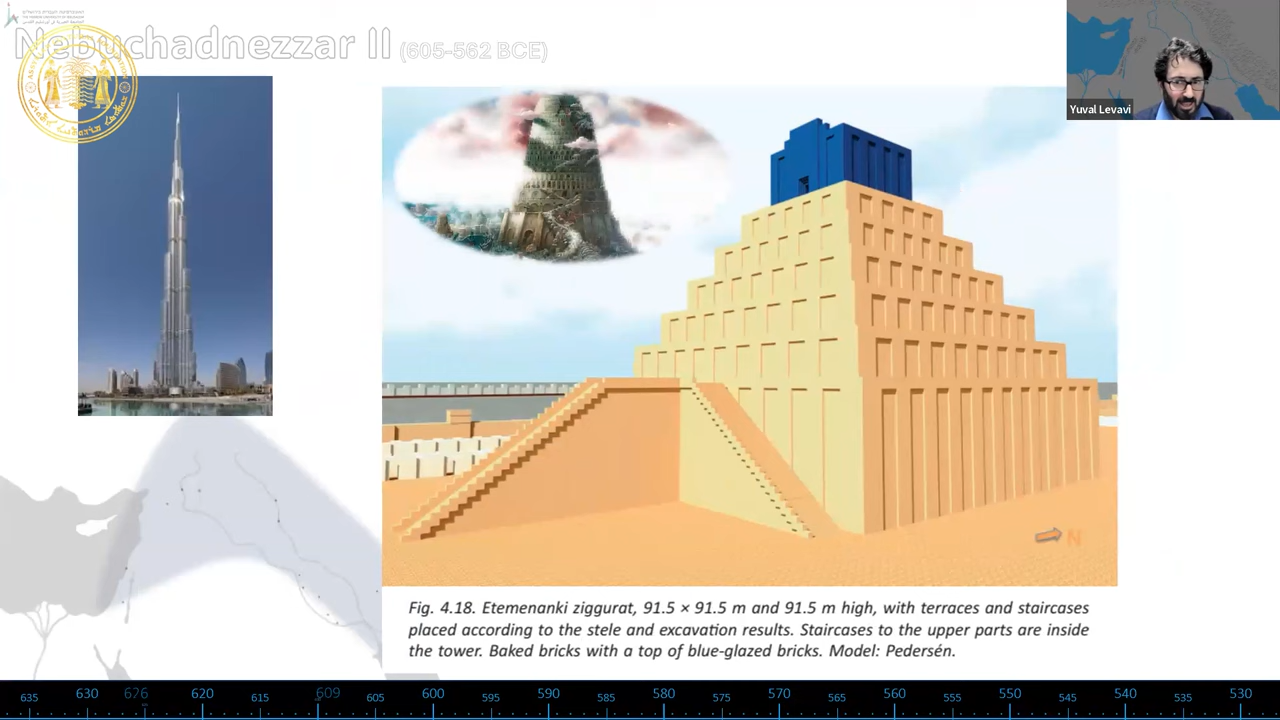 Nebuchadnezzar II (605-562 BCE)
Yuval Levavi
N
Fig. 4.18. Etemenanki ziggurat, 91.5 × 91.5 m and 91.5 m high, with terraces and staircases
placed according to the stele and excavation results. Staircases to the upper parts are inside
the tower. Baked bricks with a top of blue-glazed bricks. Model: Pedersén.
635 630 626 620 615 609 605 600 595 590 585 580 575 570 565 560 555 550 545 540 535 530